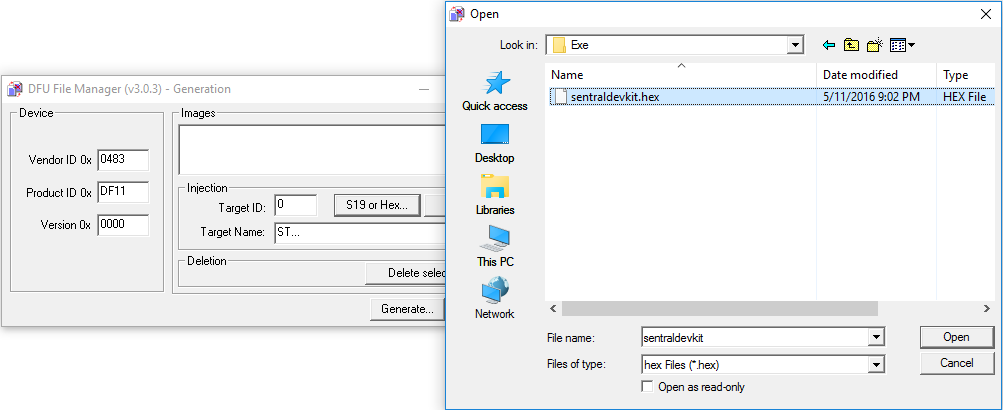 DFU File Manager (v3.0.3) - Generation
Device
Vendor ID 0x 0483
Product ID 0x DF11
Version 0x 0000
Images
Injection
Target ID: 0 S19 or Hex...
Target Name: ST...
Deletion
Delete selec
Generate...
Open
Look in: Exe
Quick access
Desktop
Libraries
This PC
Network
Name Date modified Type
sentraldevkit.hex 5/11/2016 9:02 PM HEX File
File name: sentraldevkit Open
Files of type: hex Files (*.hex) Cancel
Open as read-only